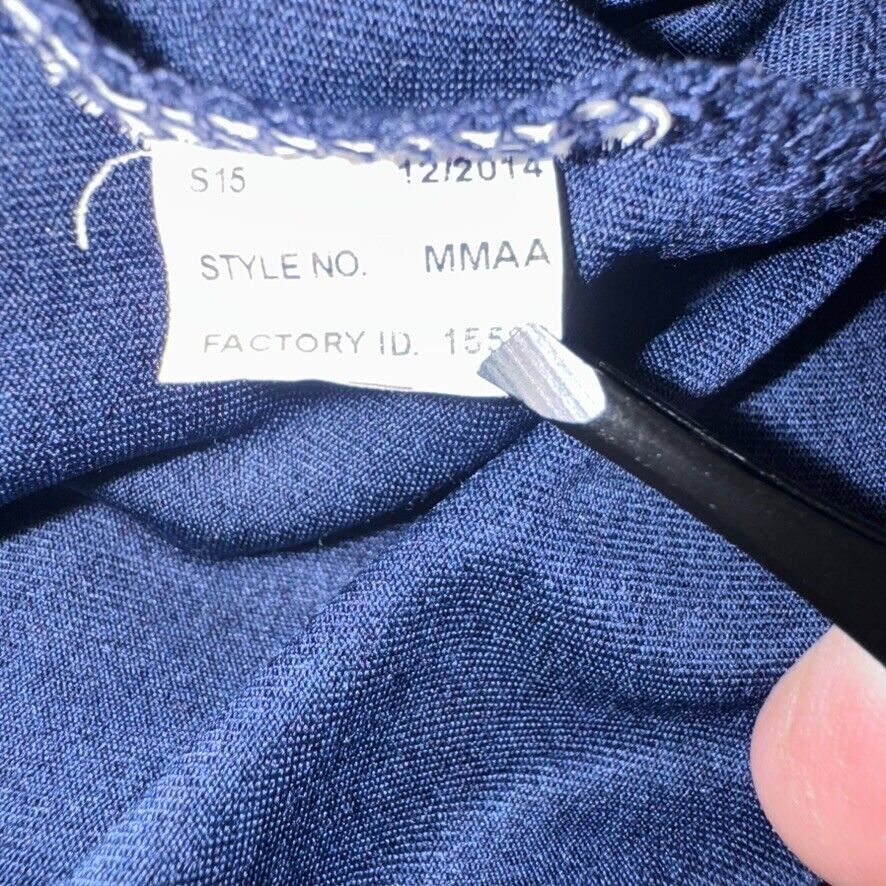 S15 12/2014
STYLE NO. MMAA
FACTORY ID.